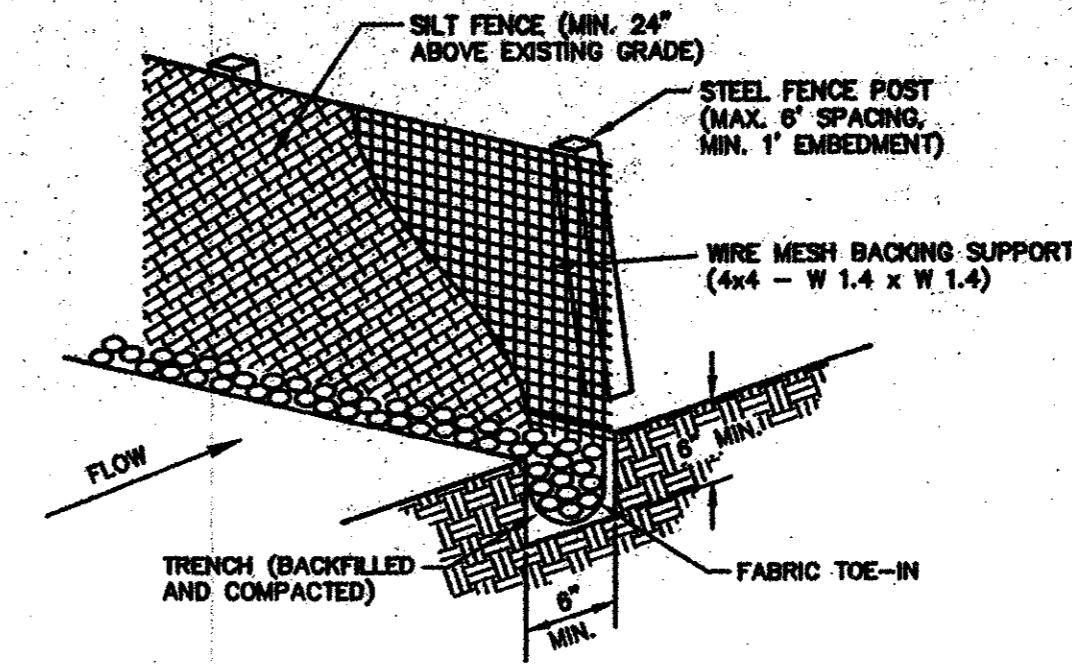 SILT FENCE (MIN. 24"
ABOVE EXISTING GRADE)
STEEL FENCE POST
(MAX. 6' SPACING,
MIN. 1' EMBEDMENT)
WIRE MESH BACKING SUPPORT
(4x4 – W 1.4 x W 1.4)
6"
MIN.
FLOW
TRENCH (BACKFILLED
AND COMPACTED)
FABRIC TOE-IN
6"
MIN.